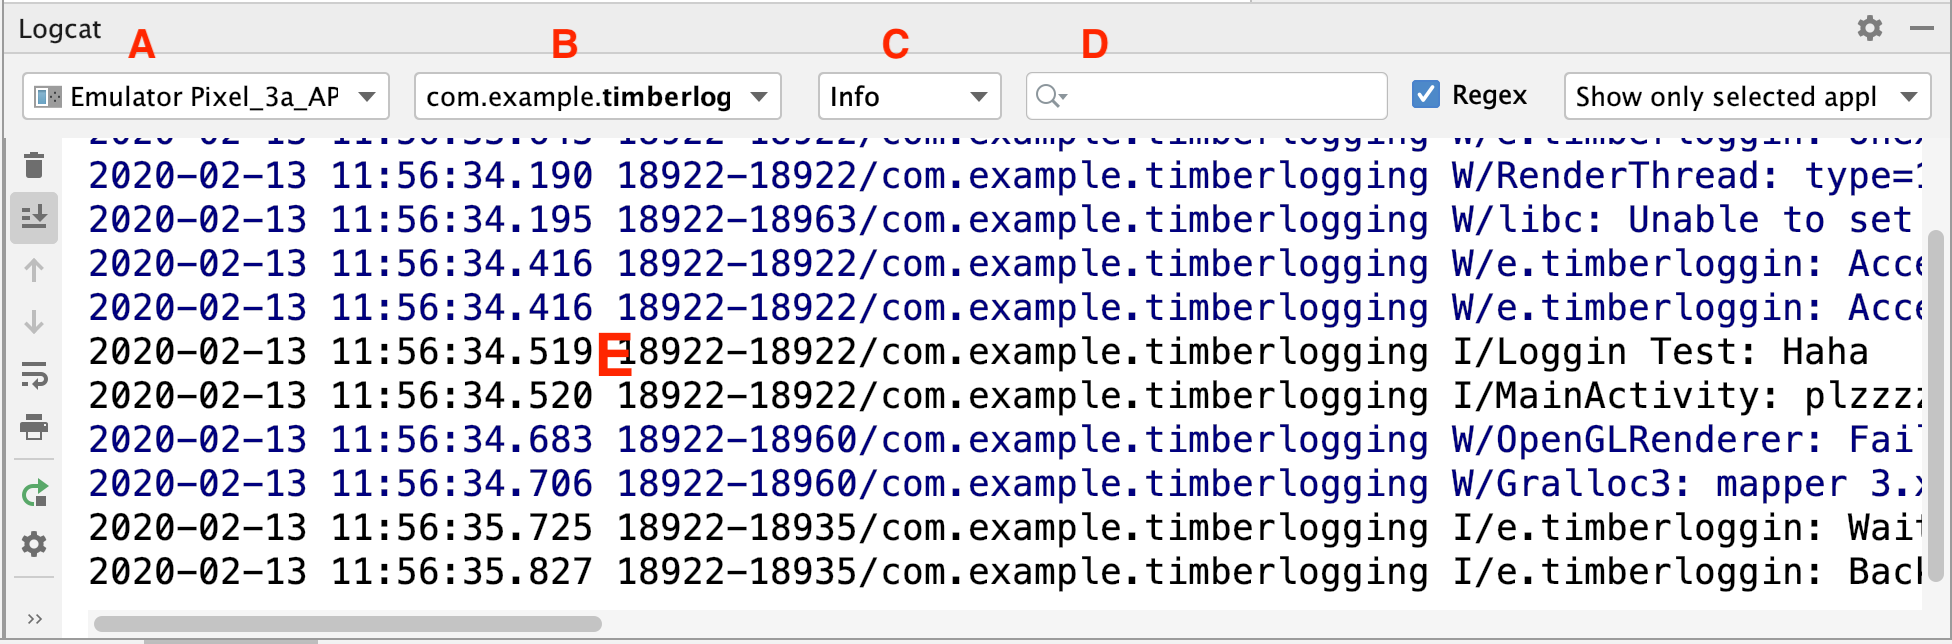 Logcat
A B C D
Emulator Pixel_3a_AP com.example.timberlog Info Regex Show only selected appl
2020-02-13 11:56:34.190 18922-18922/com.example.timberlogging W/RenderThread: type=1
2020-02-13 11:56:34.195 18922-18963/com.example.timberlogging W/libc: Unable to set
2020-02-13 11:56:34.416 18922-18922/com.example.timberlogging W/e.timberloggin: Acce
2020-02-13 11:56:34.416 18922-18922/com.example.timberlogging W/e.timberloggin: Acce
2020-02-13 11:56:34.519 E 18922-18922/com.example.timberlogging I/Loggin Test: Haha
2020-02-13 11:56:34.520 18922-18922/com.example.timberlogging I/MainActivity: plzzzz
2020-02-13 11:56:34.683 18922-18960/com.example.timberlogging W/OpenGLRenderer: Fail
2020-02-13 11:56:34.706 18922-18960/com.example.timberlogging W/Gralloc3: mapper 3.x
2020-02-13 11:56:35.725 18922-18935/com.example.timberlogging I/e.timberloggin: Wait
2020-02-13 11:56:35.827 18922-18935/com.example.timberlogging I/e.timberloggin: Back